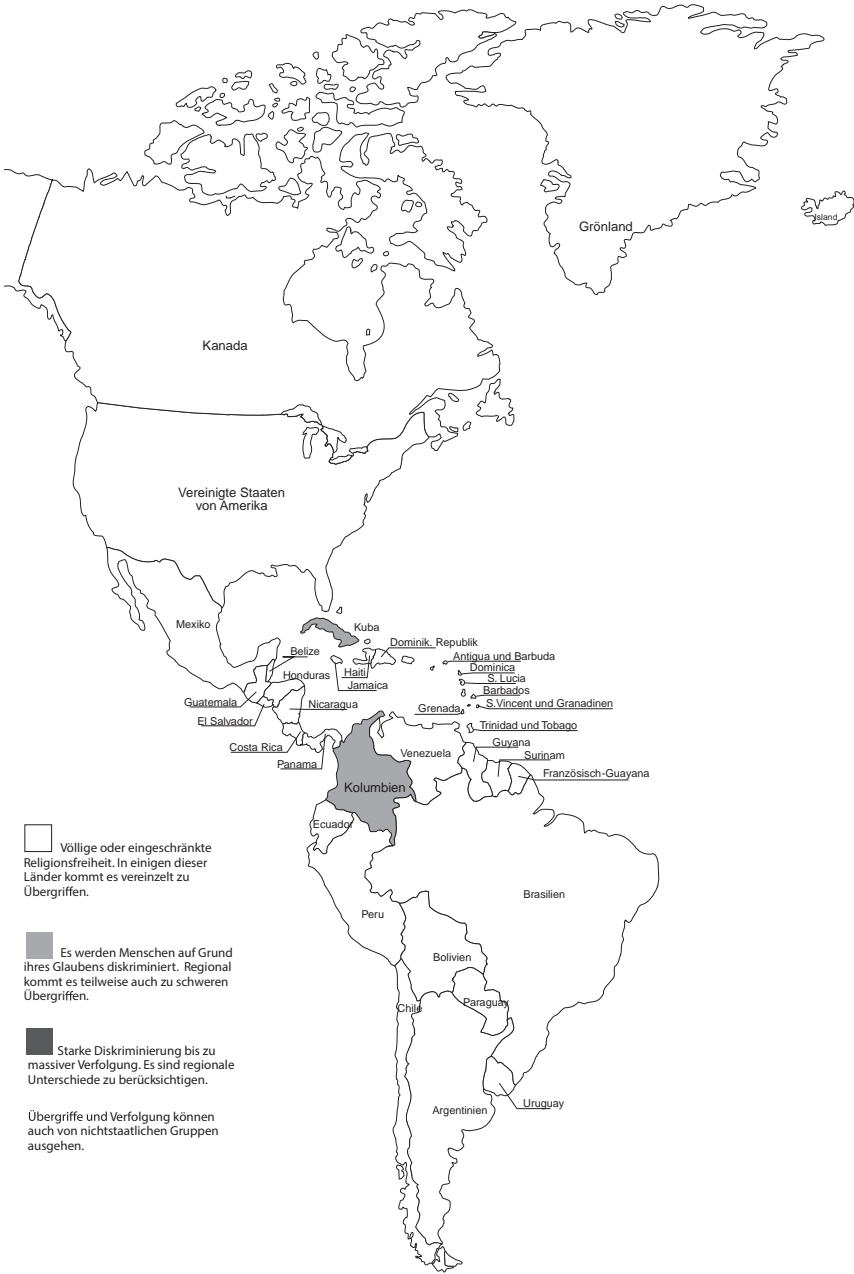 Grönland
Island
Kanada
Vereinigte Staaten
von Amerika
Mexiko
Kuba
Dominik. Republik
Belize
Antigua und Barbuda
Dominica
Honduras
Haiti
S. Lucia
Jamaica
Barbados
Guatemala
Nicaragua
Grenada
S.Vincent und Granadinen
El Salvador
Trinidad und Tobago
Costa Rica
Guyana
Venezuela
Surinam
Panama
Französisch-Guayana
Kolumbien
Ecuador
Brasilien
Peru
Bolivien
Chile
Paraguay
Argentinien
Uruguay
Völlige oder eingeschränkte
Religionsfreiheit. In einigen dieser
Länder kommt es vereinzelt zu
Übergriffen.
Es werden Menschen auf Grund
ihres Glaubens diskriminiert. Regional
kommt es teilweise auch zu schweren
Übergriffen.
Starke Diskriminierung bis zu
massiver Verfolgung. Es sind regionale
Unterschiede zu berücksichtigen.
Übergriffe und Verfolgung können
auch von nichtstaatlichen Gruppen
ausgehen.